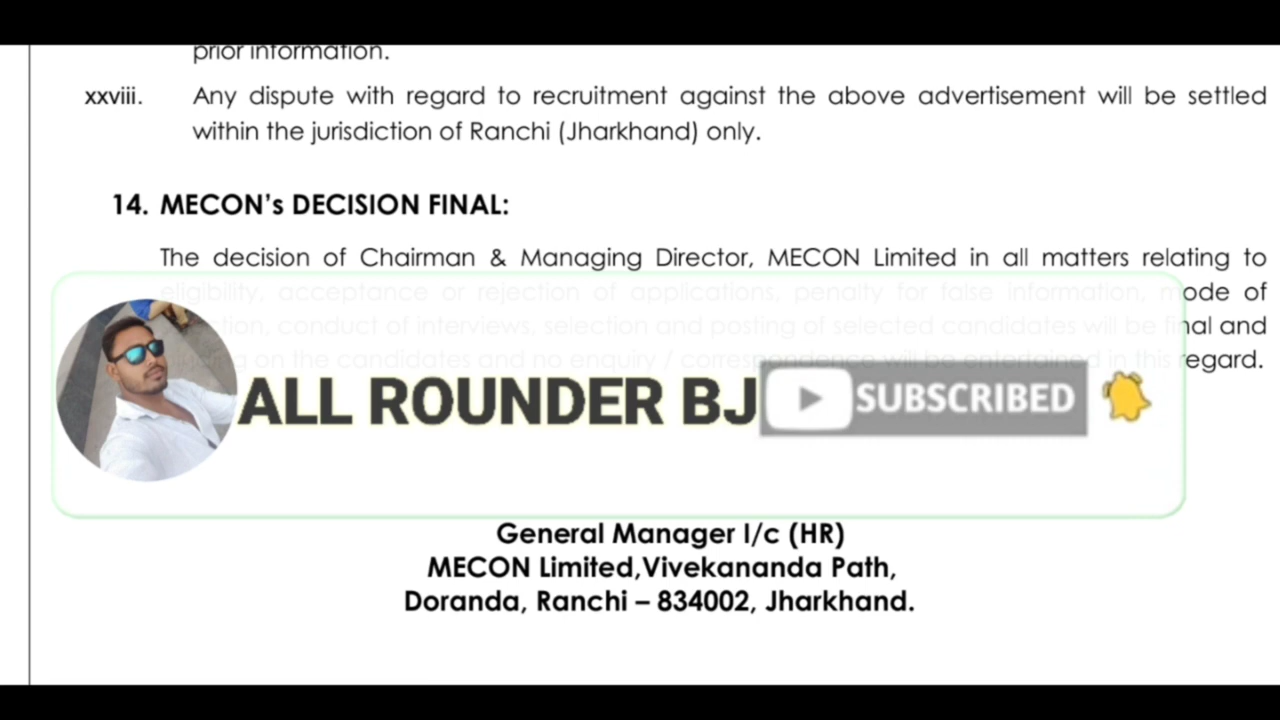 prior information.
xxviii. Any dispute with regard to recruitment against the above advertisement will be settled
within the jurisdiction of Ranchi (Jharkhand) only.
14. MECON's DECISION FINAL:
The decision of Chairman & Managing Director, MECON Limited in all matters relating to
eligibility, acceptance or rejection of applications, penalty for false information, mode of
selection, conduct of interviews, selection and posting of selected candidates will be final and
binding on the candidates and no enquiry / correspondence will be entertained in this regard.
ALL ROUNDER BJ SUBSCRIBED
General Manager I/c (HR)
MECON Limited,Vivekananda Path,
Doranda, Ranchi – 834002, Jharkhand.